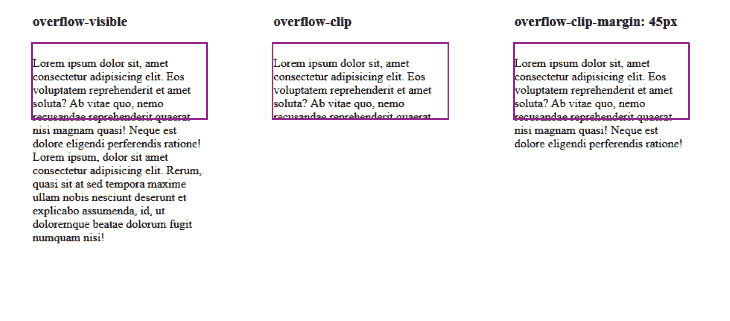 overflow-visible
Lorem ipsum dolor sit, amet
consectetur adipisicing elit. Eos
voluptatem reprehenderit et amet
soluta? Ab vitae quo, nemo
recusandae reprehenderit quaerat
nisi magnam quasi! Neque est
dolore eligendi perferendis ratione!
Lorem ipsum, dolor sit amet
consectetur adipisicing elit. Rerum,
quasi sit at sed tempora maxime
ullam nobis nesciunt deserunt et
explicabo assumenda, id, ut
doloremque beatae dolorum fugit
numquam nisi!
overflow-clip
Lorem ipsum dolor sit, amet
consectetur adipisicing elit. Eos
voluptatem reprehenderit et amet
soluta? Ab vitae quo, nemo
recusandae reprehenderit quaerat
overflow-clip-margin: 45px
Lorem ipsum dolor sit, amet
consectetur adipisicing elit. Eos
voluptatem reprehenderit et amet
soluta? Ab vitae quo, nemo
recusandae reprehenderit quaerat
nisi magnam quasi! Neque est
dolore eligendi perferendis ratione!